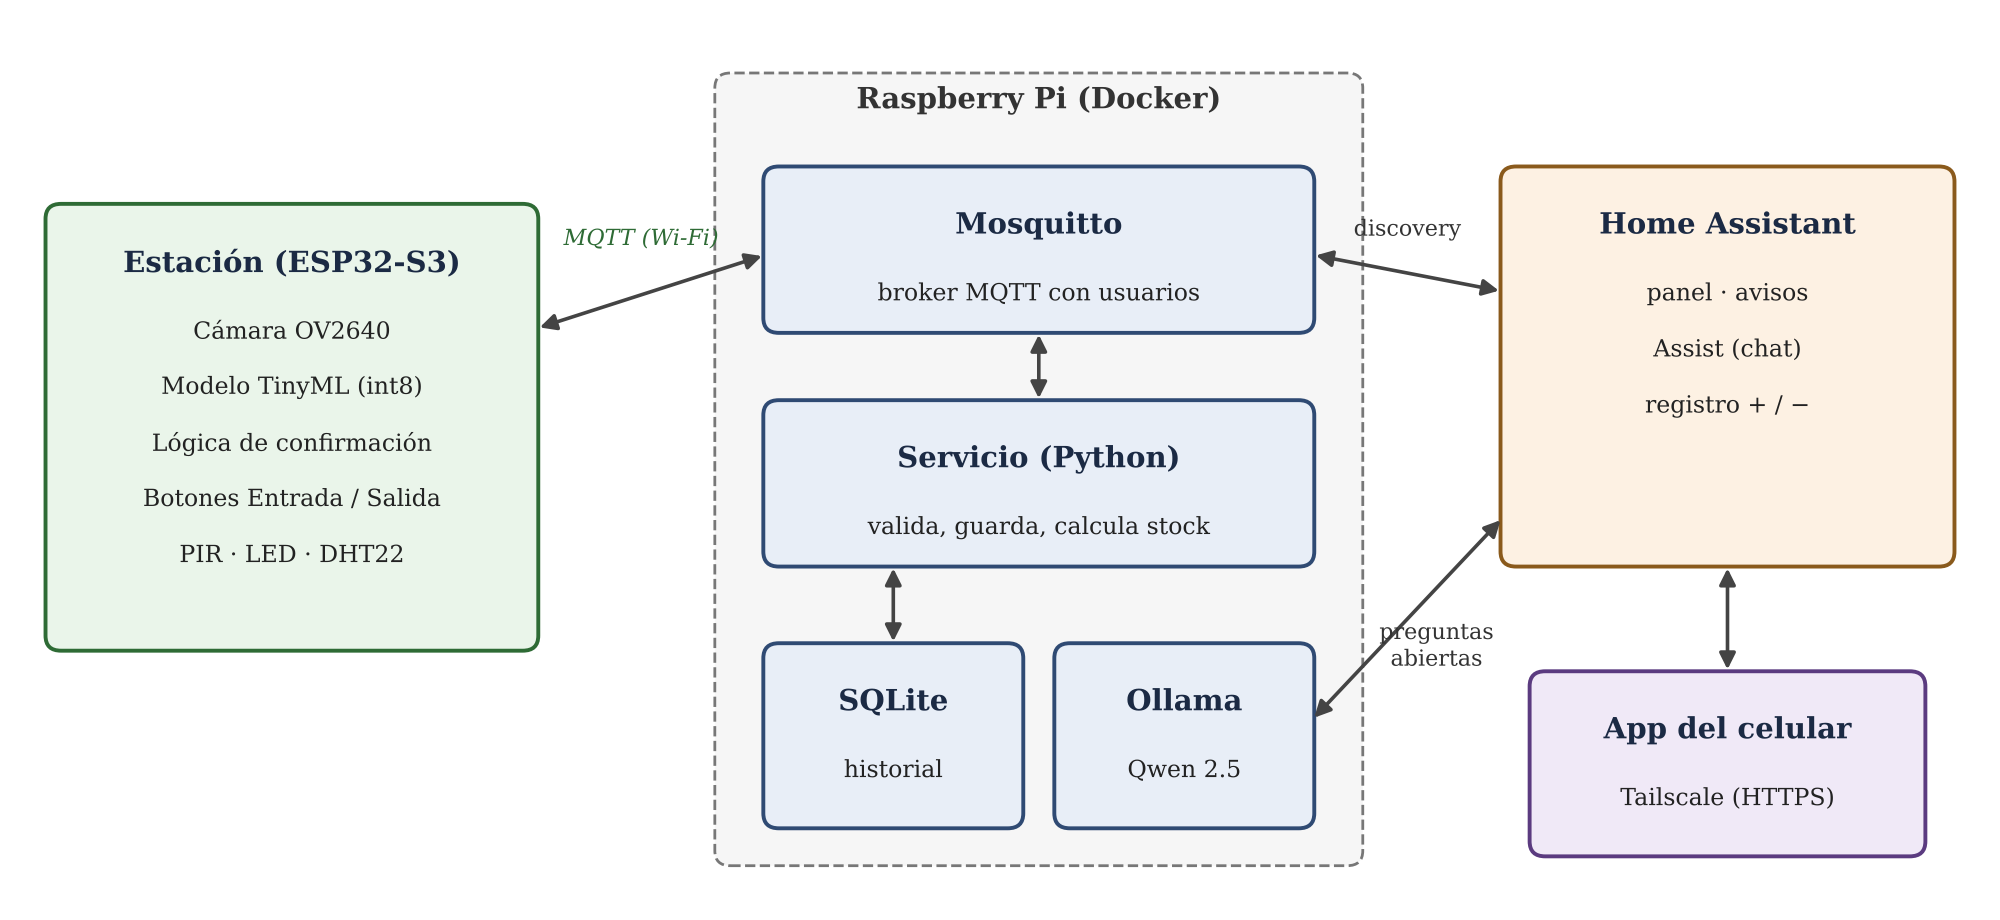 Raspberry Pi (Docker)
Estación (ESP32-S3)
Cámara OV2640
Modelo TinyML (int8)
Lógica de confirmación
Botones Entrada / Salida
PIR · LED · DHT22
MQTT (Wi-Fi)
Mosquitto
broker MQTT con usuarios
Servicio (Python)
valida, guarda, calcula stock
SQLite
historial
Ollama
Qwen 2.5
discovery
preguntas
abiertas
Home Assistant
panel · avisos
Assist (chat)
registro + / −
App del celular
Tailscale (HTTPS)